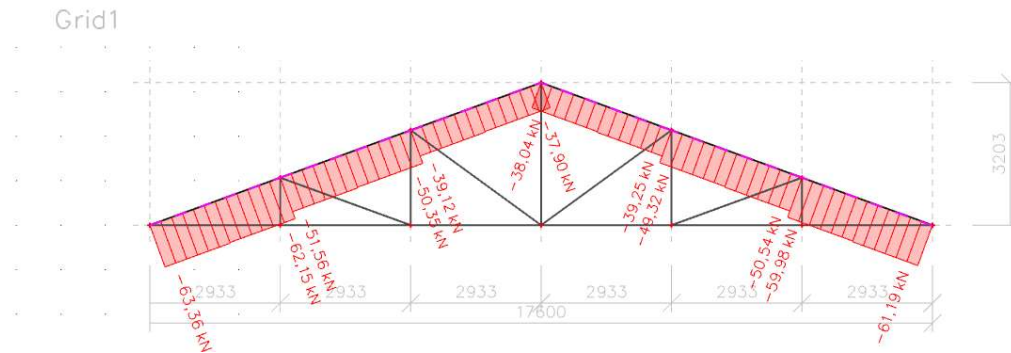 Grid1
-38,04 kN
-37,90 kN
-39,12 kN
-50,35 kN
-39,25 kN
-49,32 kN
3203
-51,56 kN
-62,15 kN
-50,54 kN
-59,98 kN
-63,36 kN
-61,19 kN
2933 2933 2933 2933 2933 2933
17600